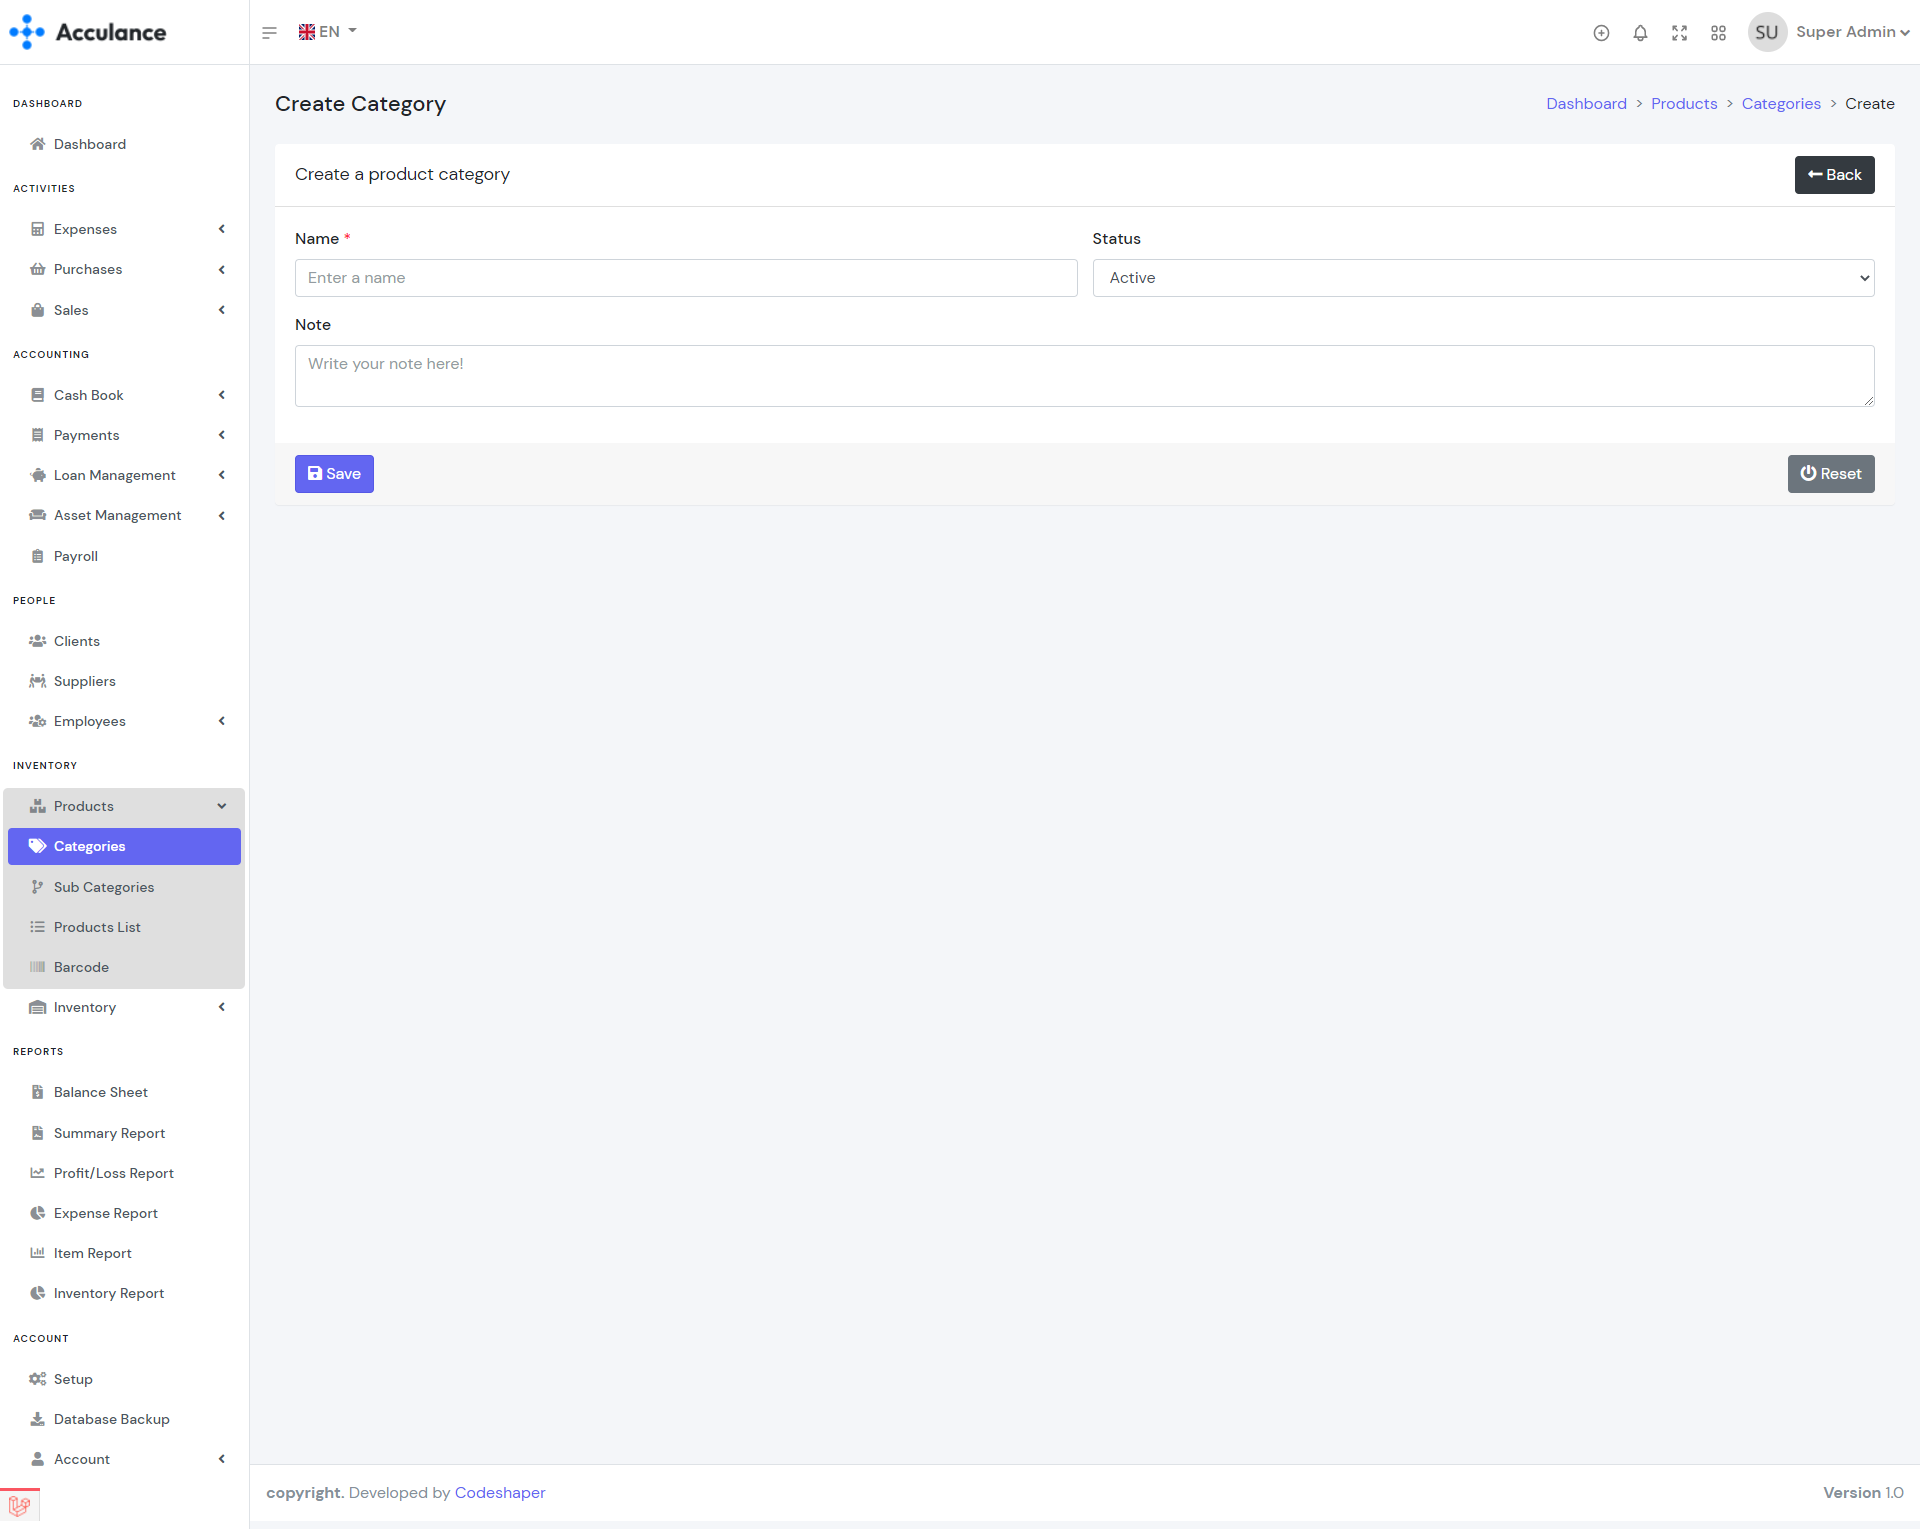 Acculance
EN
SU
Super Admin
DASHBOARD
Dashboard
ACTIVITIES
Expenses
Purchases
Sales
ACCOUNTING
Cash Book
Payments
Loan Management
Asset Management
Payroll
PEOPLE
Clients
Suppliers
Employees
INVENTORY
Products
Categories
Sub Categories
Products List
Barcode
Inventory
REPORTS
Balance Sheet
Summary Report
Profit/Loss Report
Expense Report
Item Report
Inventory Report
ACCOUNT
Setup
Database Backup
Account
Create Category
Dashboard > Products > Categories > Create
Create a product category
Back
Name *
Enter a name
Status
Active
Note
Write your note here!
Save
Reset
copyright. Developed by Codeshaper
Version 1.0